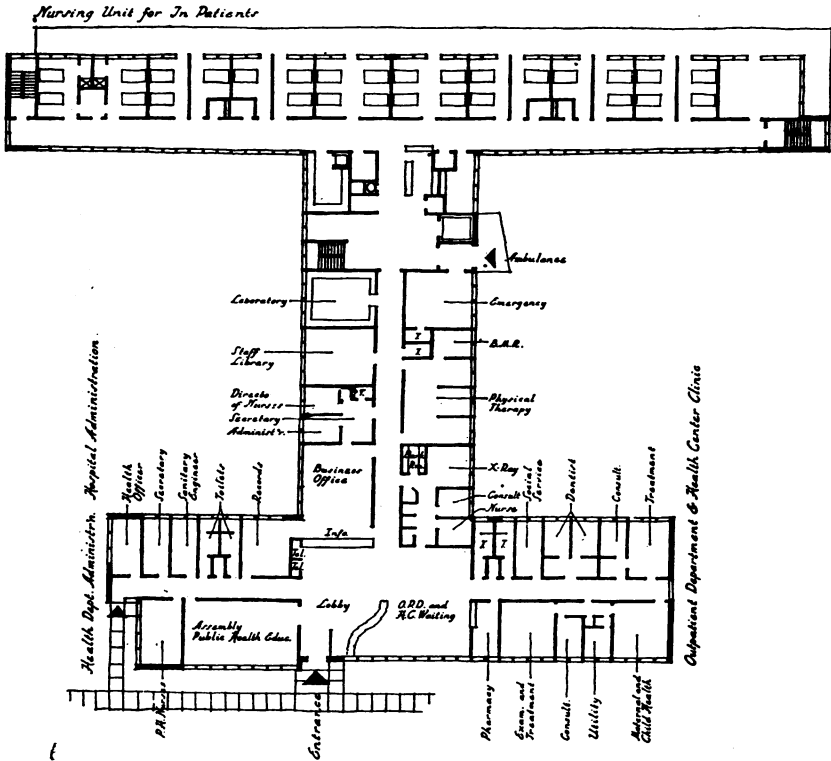 Nursing Unit for In Patients
Ambulance
Laboratory
Emergency
T
T
B.M.R.
Staff
Library
Director
of Nurses
T.
Secretary
Administr.
Physical
Therapy
Hospital Administration
Health Dept. Administr'n.
Outpatient Department & Health Center Clinic
Business
Office
X-Ray
Consult
Nurse
Health
Officer
Secretary
Sanitary
Engineer
Toilets
Records
Social
Service
Dentist
Consult.
Treatment
Info
Tel.
Tel.
T
T
Lobby
O.P.D. and
H.C. Waiting
Assembly
Public Health Educ.
P.H. Nurses
Entrance
Pharmacy
Exam. and
Treatment
Consult.
Utility
Maternal and
Child Health
t